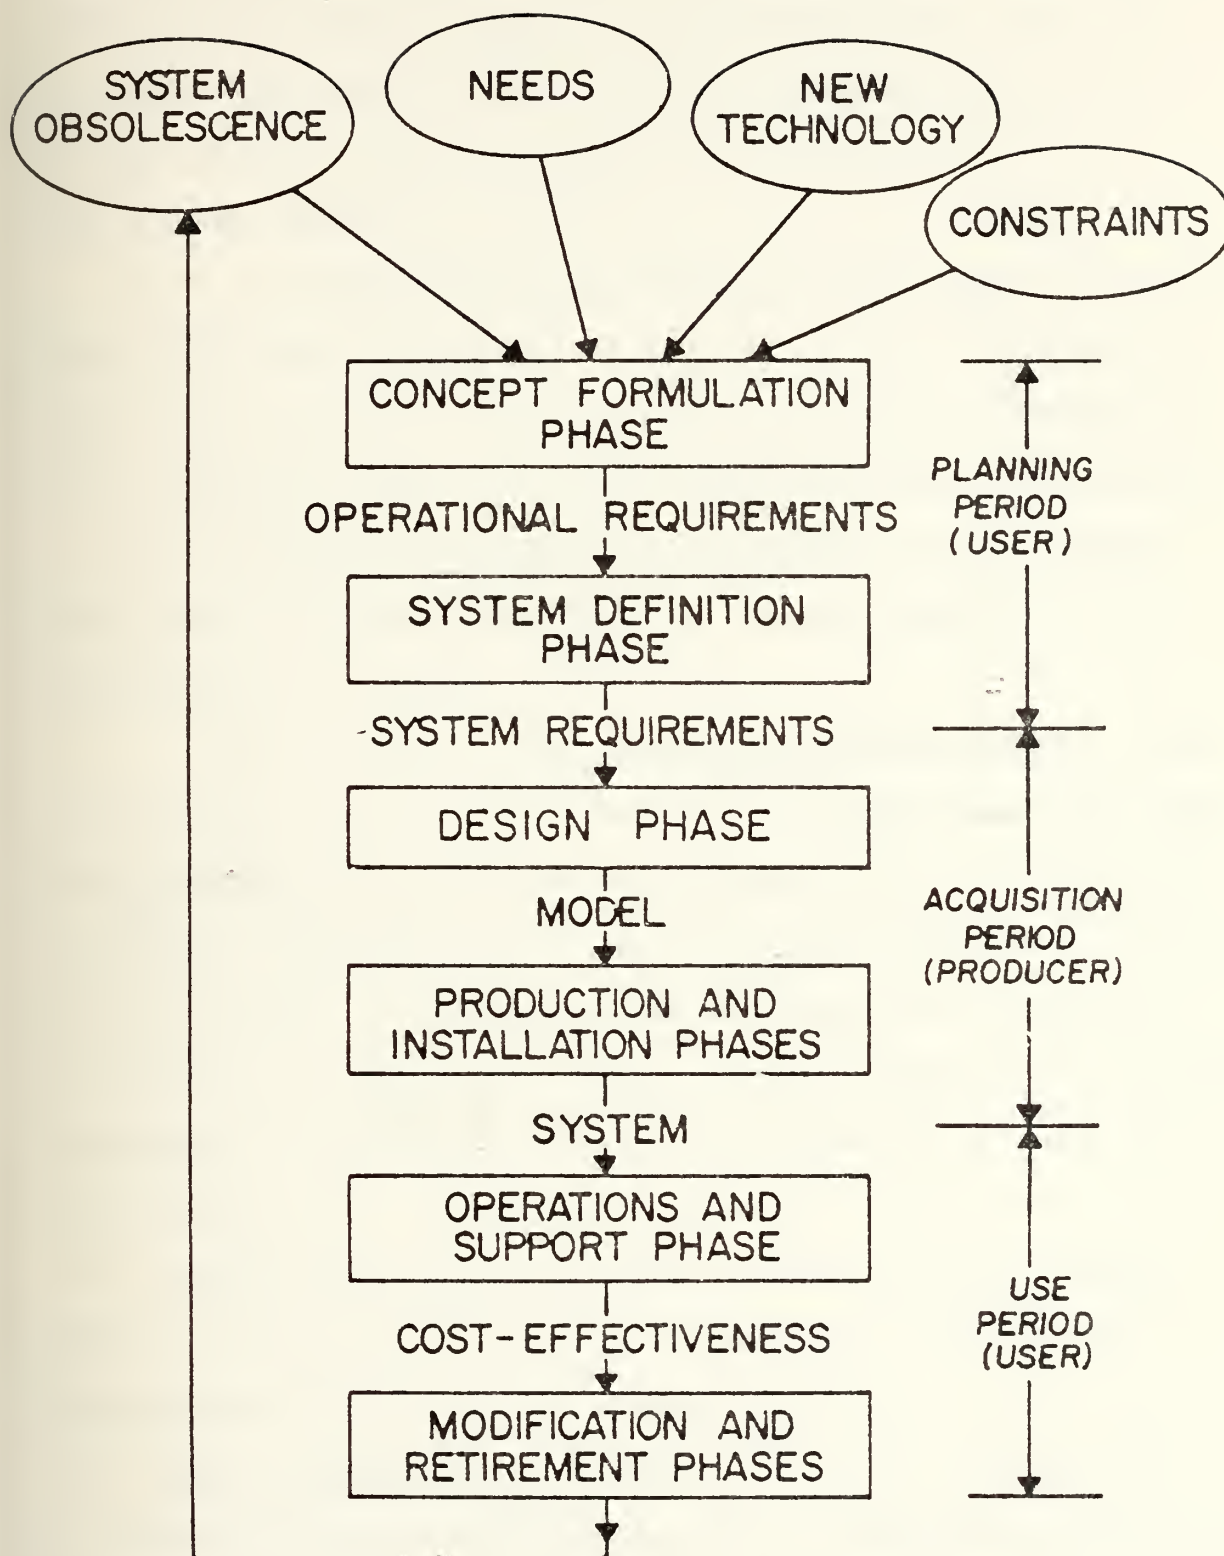 SYSTEM
OBSOLESCENCE
NEEDS
NEW
TECHNOLOGY
CONSTRAINTS
CONCEPT FORMULATION
PHASE
OPERATIONAL REQUIREMENTS
SYSTEM DEFINITION
PHASE
SYSTEM REQUIREMENTS
DESIGN PHASE
MODEL
PRODUCTION AND
INSTALLATION PHASES
SYSTEM
OPERATIONS AND
SUPPORT PHASE
COST-EFFECTIVENESS
MODIFICATION AND
RETIREMENT PHASES
PLANNING
PERIOD
(USER)
ACQUISITION
PERIOD
(PRODUCER)
USE
PERIOD
(USER)